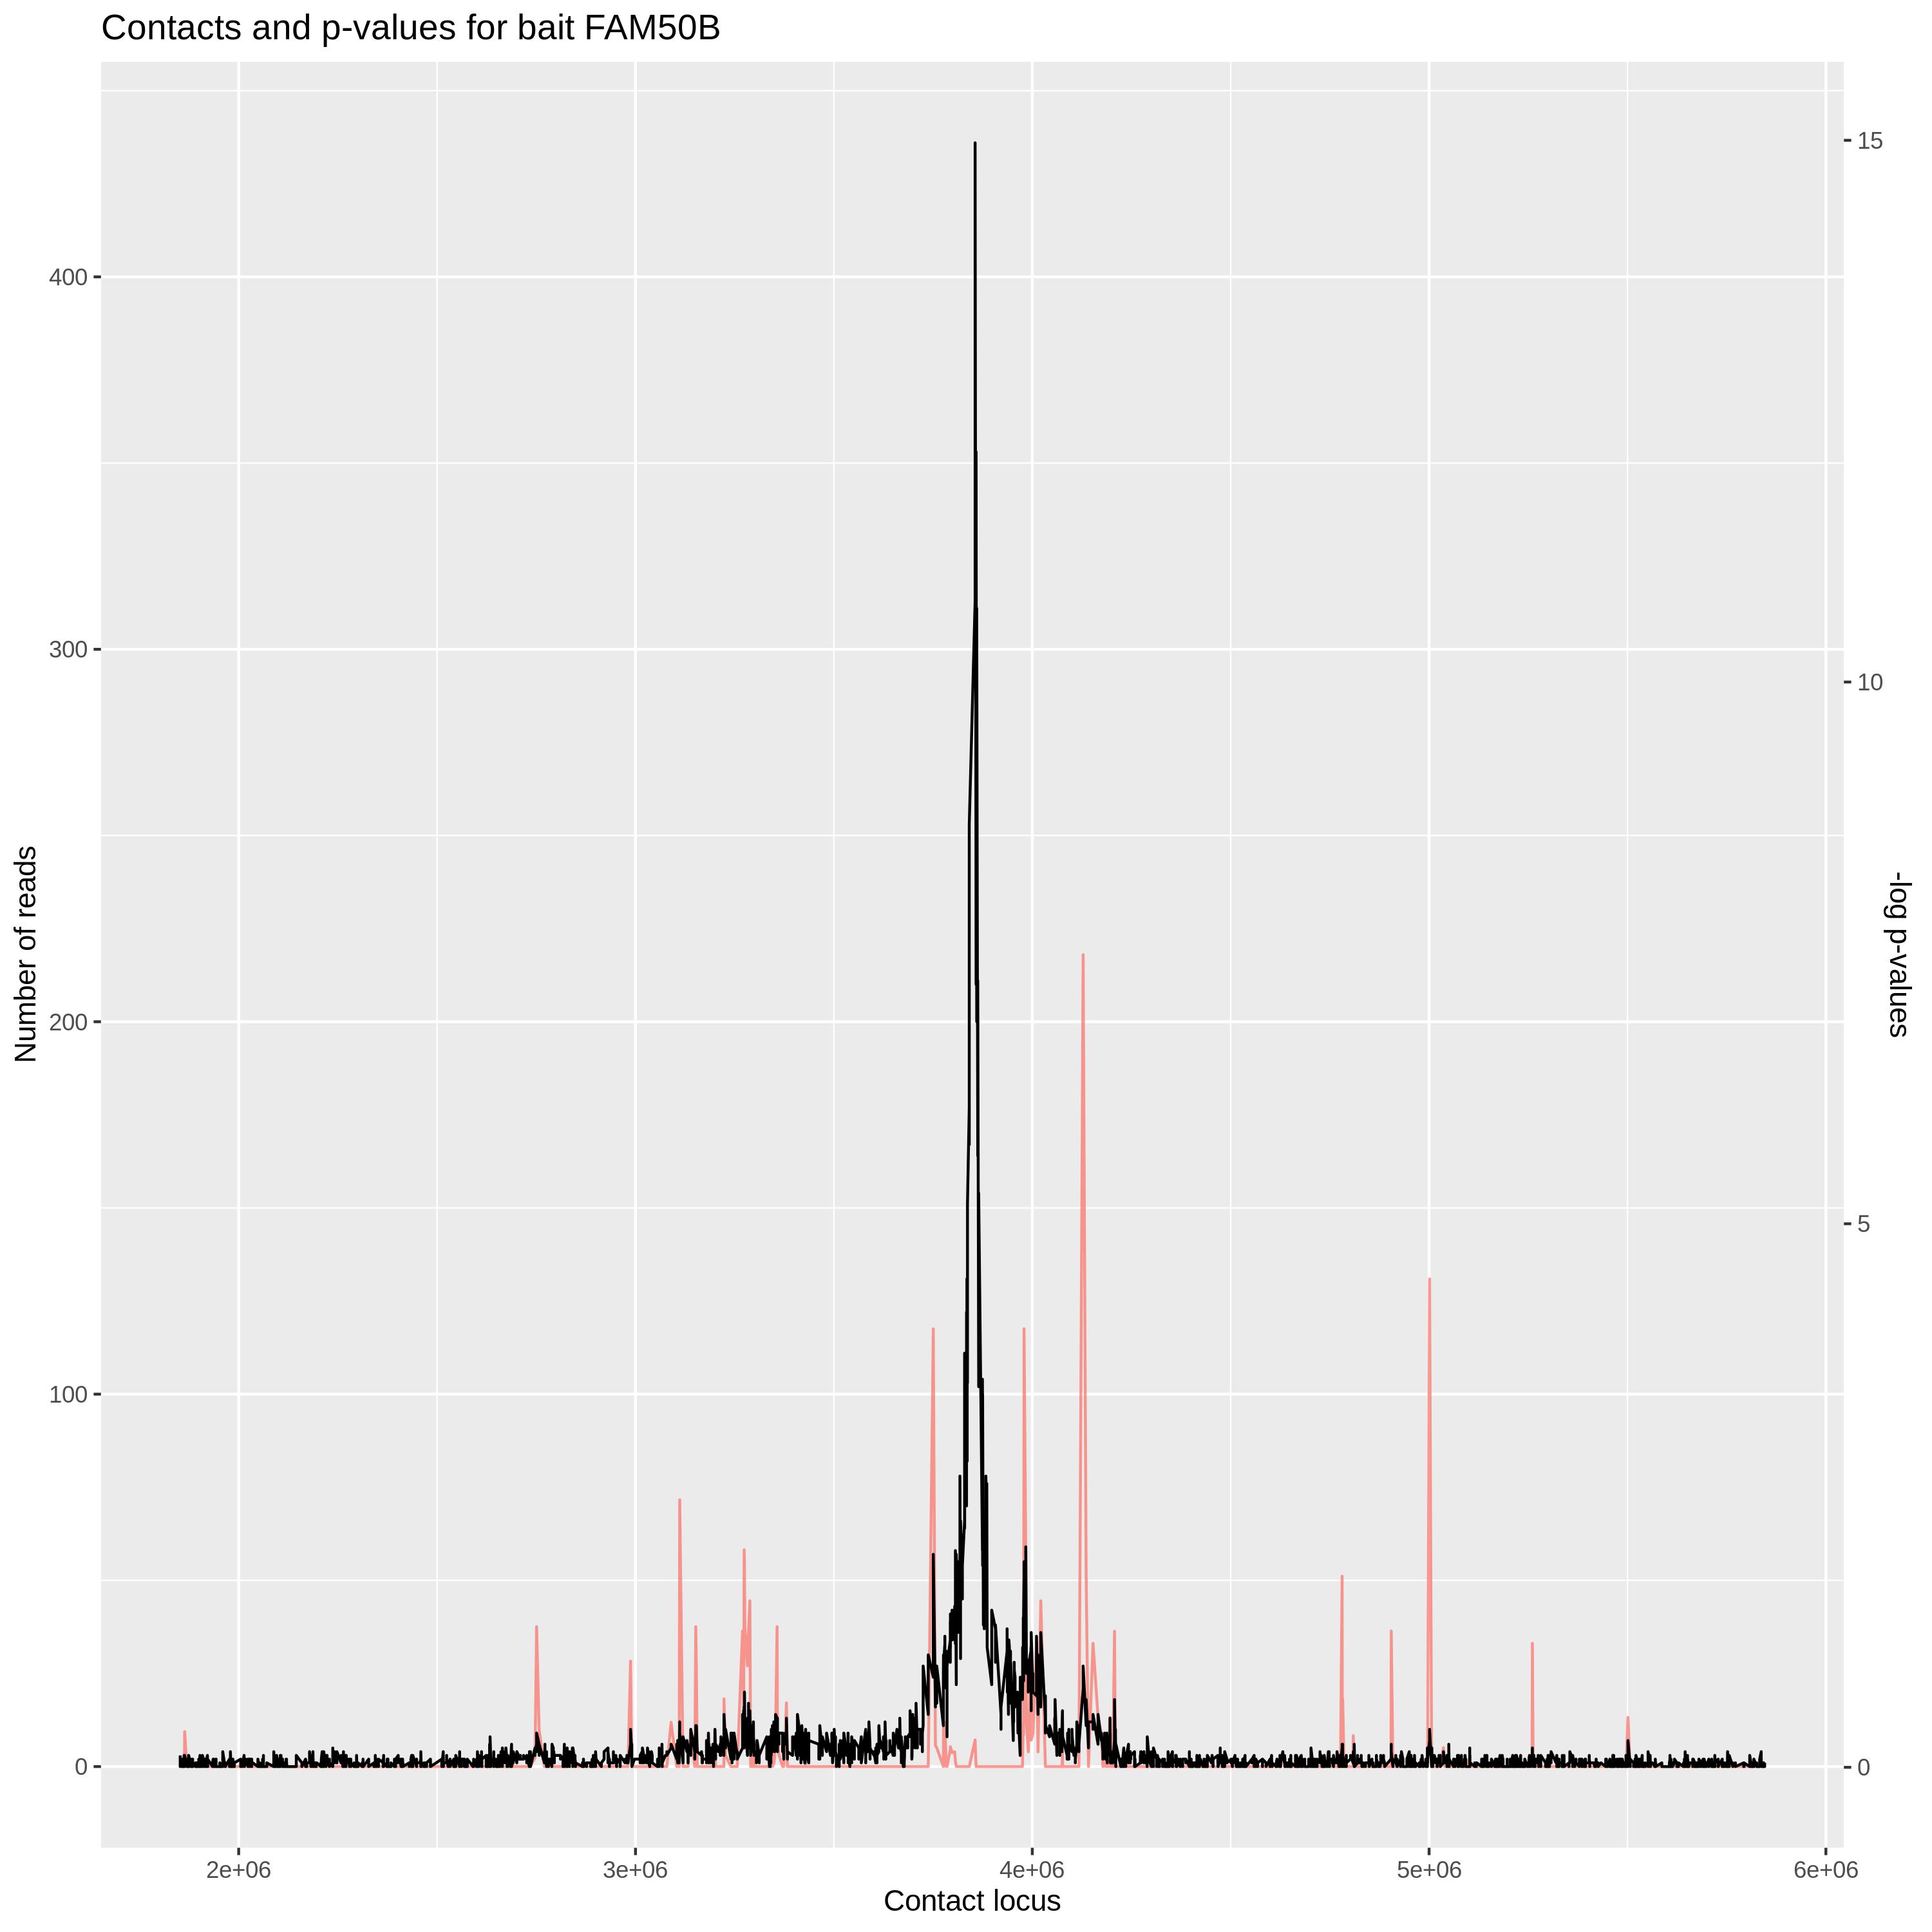 Contacts and p-values for bait FAM50B
400
300
200
100
0
Number of reads
15
10
5
0
-log p-values
2e+06
3e+06
4e+06
5e+06
6e+06
Contact locus